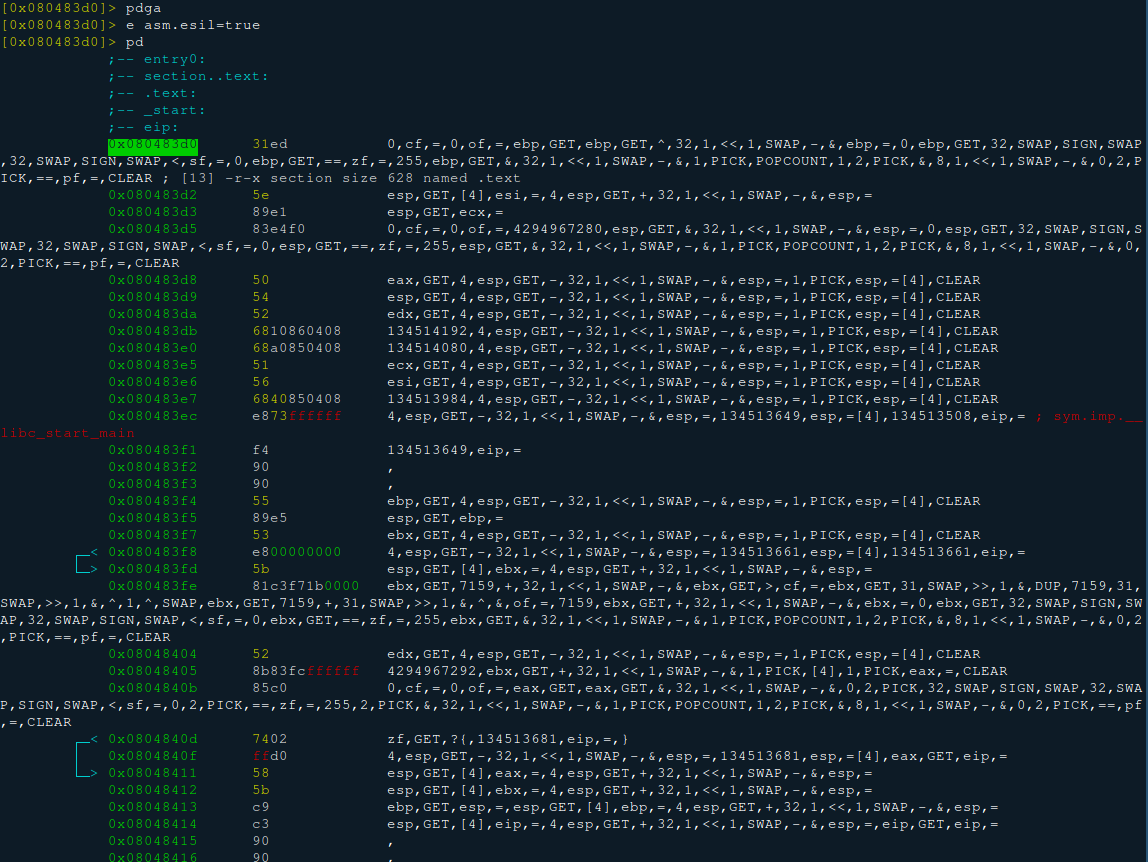 [0x080483d0]> pdga
[0x080483d0]> e asm.esil=true
[0x080483d0]> pd
;-- entry0:
;-- section..text:
;-- .text:
;-- _start:
;-- eip:
0x080483d0 31ed 0,cf,=,0,of,=,ebp,GET,ebp,GET,^,32,1,<<,1,SWAP,-,&,ebp,=,0,ebp,GET,32,SWAP,SIGN,SWAP
,32,SWAP,SIGN,SWAP,<,sf,=,0,ebp,GET,==,zf,=,255,ebp,GET,&,32,1,<<,1,SWAP,-,&,1,PICK,POPCOUNT,1,2,PICK,&,8,1,<<,1,SWAP,-,&,0,2,P
ICK,==,pf,=,CLEAR ; [13] -r-x section size 628 named .text
0x080483d2 5e esp,GET,[4],esi,=,4,esp,GET,+,32,1,<<,1,SWAP,-,&,esp,=
0x080483d3 89e1 esp,GET,ecx,=
0x080483d5 83e4f0 0,cf,=,0,of,=,4294967280,esp,GET,&,32,1,<<,1,SWAP,-,&,esp,=,0,esp,GET,32,SWAP,SIGN,S
WAP,32,SWAP,SIGN,SWAP,<,sf,=,0,esp,GET,==,zf,=,255,esp,GET,&,32,1,<<,1,SWAP,-,&,1,PICK,POPCOUNT,1,2,PICK,&,8,1,<<,1,SWAP,-,&,0,
2,PICK,==,pf,=,CLEAR
0x080483d8 50 eax,GET,4,esp,GET,-,32,1,<<,1,SWAP,-,&,esp,=,1,PICK,esp,=[4],CLEAR
0x080483d9 54 esp,GET,4,esp,GET,-,32,1,<<,1,SWAP,-,&,esp,=,1,PICK,esp,=[4],CLEAR
0x080483da 52 edx,GET,4,esp,GET,-,32,1,<<,1,SWAP,-,&,esp,=,1,PICK,esp,=[4],CLEAR
0x080483db 6810860408 134514192,4,esp,GET,-,32,1,<<,1,SWAP,-,&,esp,=,1,PICK,esp,=[4],CLEAR
0x080483e0 68a0850408 134514080,4,esp,GET,-,32,1,<<,1,SWAP,-,&,esp,=,1,PICK,esp,=[4],CLEAR
0x080483e5 51 ecx,GET,4,esp,GET,-,32,1,<<,1,SWAP,-,&,esp,=,1,PICK,esp,=[4],CLEAR
0x080483e6 56 esi,GET,4,esp,GET,-,32,1,<<,1,SWAP,-,&,esp,=,1,PICK,esp,=[4],CLEAR
0x080483e7 6840850408 134513984,4,esp,GET,-,32,1,<<,1,SWAP,-,&,esp,=,1,PICK,esp,=[4],CLEAR
0x080483ec e873ffffff 4,esp,GET,-,32,1,<<,1,SWAP,-,&,esp,=,134513649,esp,=[4],134513508,eip,= ; sym.imp.__
libc_start_main
0x080483f1 f4 134513649,eip,=
0x080483f2 90 ,
0x080483f3 90 ,
0x080483f4 55 ebp,GET,4,esp,GET,-,32,1,<<,1,SWAP,-,&,esp,=,1,PICK,esp,=[4],CLEAR
0x080483f5 89e5 esp,GET,ebp,=
0x080483f7 53 ebx,GET,4,esp,GET,-,32,1,<<,1,SWAP,-,&,esp,=,1,PICK,esp,=[4],CLEAR
< 0x080483f8 e800000000 4,esp,GET,-,32,1,<<,1,SWAP,-,&,esp,=,134513661,esp,=[4],134513661,eip,=
> 0x080483fd 5b esp,GET,[4],ebx,=,4,esp,GET,+,32,1,<<,1,SWAP,-,&,esp,=
0x080483fe 81c3f71b0000 ebx,GET,7159,+,32,1,<<,1,SWAP,-,&,ebx,GET,>,cf,=,ebx,GET,31,SWAP,>>,1,&,DUP,7159,31,
SWAP,>>,1,&,^,1,^,SWAP,ebx,GET,7159,+,31,SWAP,>>,1,&,^,&,of,=,7159,ebx,GET,+,32,1,<<,1,SWAP,-,&,ebx,=,0,ebx,GET,32,SWAP,SIGN,SW
AP,32,SWAP,SIGN,SWAP,<,sf,=,0,ebx,GET,==,zf,=,255,ebx,GET,&,32,1,<<,1,SWAP,-,&,1,PICK,POPCOUNT,1,2,PICK,&,8,1,<<,1,SWAP,-,&,0,2
,PICK,==,pf,=,CLEAR
0x08048404 52 edx,GET,4,esp,GET,-,32,1,<<,1,SWAP,-,&,esp,=,1,PICK,esp,=[4],CLEAR
0x08048405 8b83fcffffff 4294967292,ebx,GET,+,32,1,<<,1,SWAP,-,&,1,PICK,[4],1,PICK,eax,=,CLEAR
0x0804840b 85c0 0,cf,=,0,of,=,eax,GET,eax,GET,&,32,1,<<,1,SWAP,-,&,0,2,PICK,32,SWAP,SIGN,SWAP,32,SWA
P,SIGN,SWAP,<,sf,=,0,2,PICK,==,zf,=,255,2,PICK,&,32,1,<<,1,SWAP,-,&,1,PICK,POPCOUNT,1,2,PICK,&,8,1,<<,1,SWAP,-,&,0,2,PICK,==,pf
,=,CLEAR
< 0x0804840d 7402 zf,GET,?{,134513681,eip,=,}
0x0804840f ffd0 4,esp,GET,-,32,1,<<,1,SWAP,-,&,esp,=,134513681,esp,=[4],eax,GET,eip,=
> 0x08048411 58 esp,GET,[4],eax,=,4,esp,GET,+,32,1,<<,1,SWAP,-,&,esp,=
0x08048412 5b esp,GET,[4],ebx,=,4,esp,GET,+,32,1,<<,1,SWAP,-,&,esp,=
0x08048413 c9 ebp,GET,esp,=,esp,GET,[4],ebp,=,4,esp,GET,+,32,1,<<,1,SWAP,-,&,esp,=
0x08048414 c3 esp,GET,[4],eip,=,4,esp,GET,+,32,1,<<,1,SWAP,-,&,esp,=,eip,GET,eip,=
0x08048415 90 ,
0x08048416 90 ,